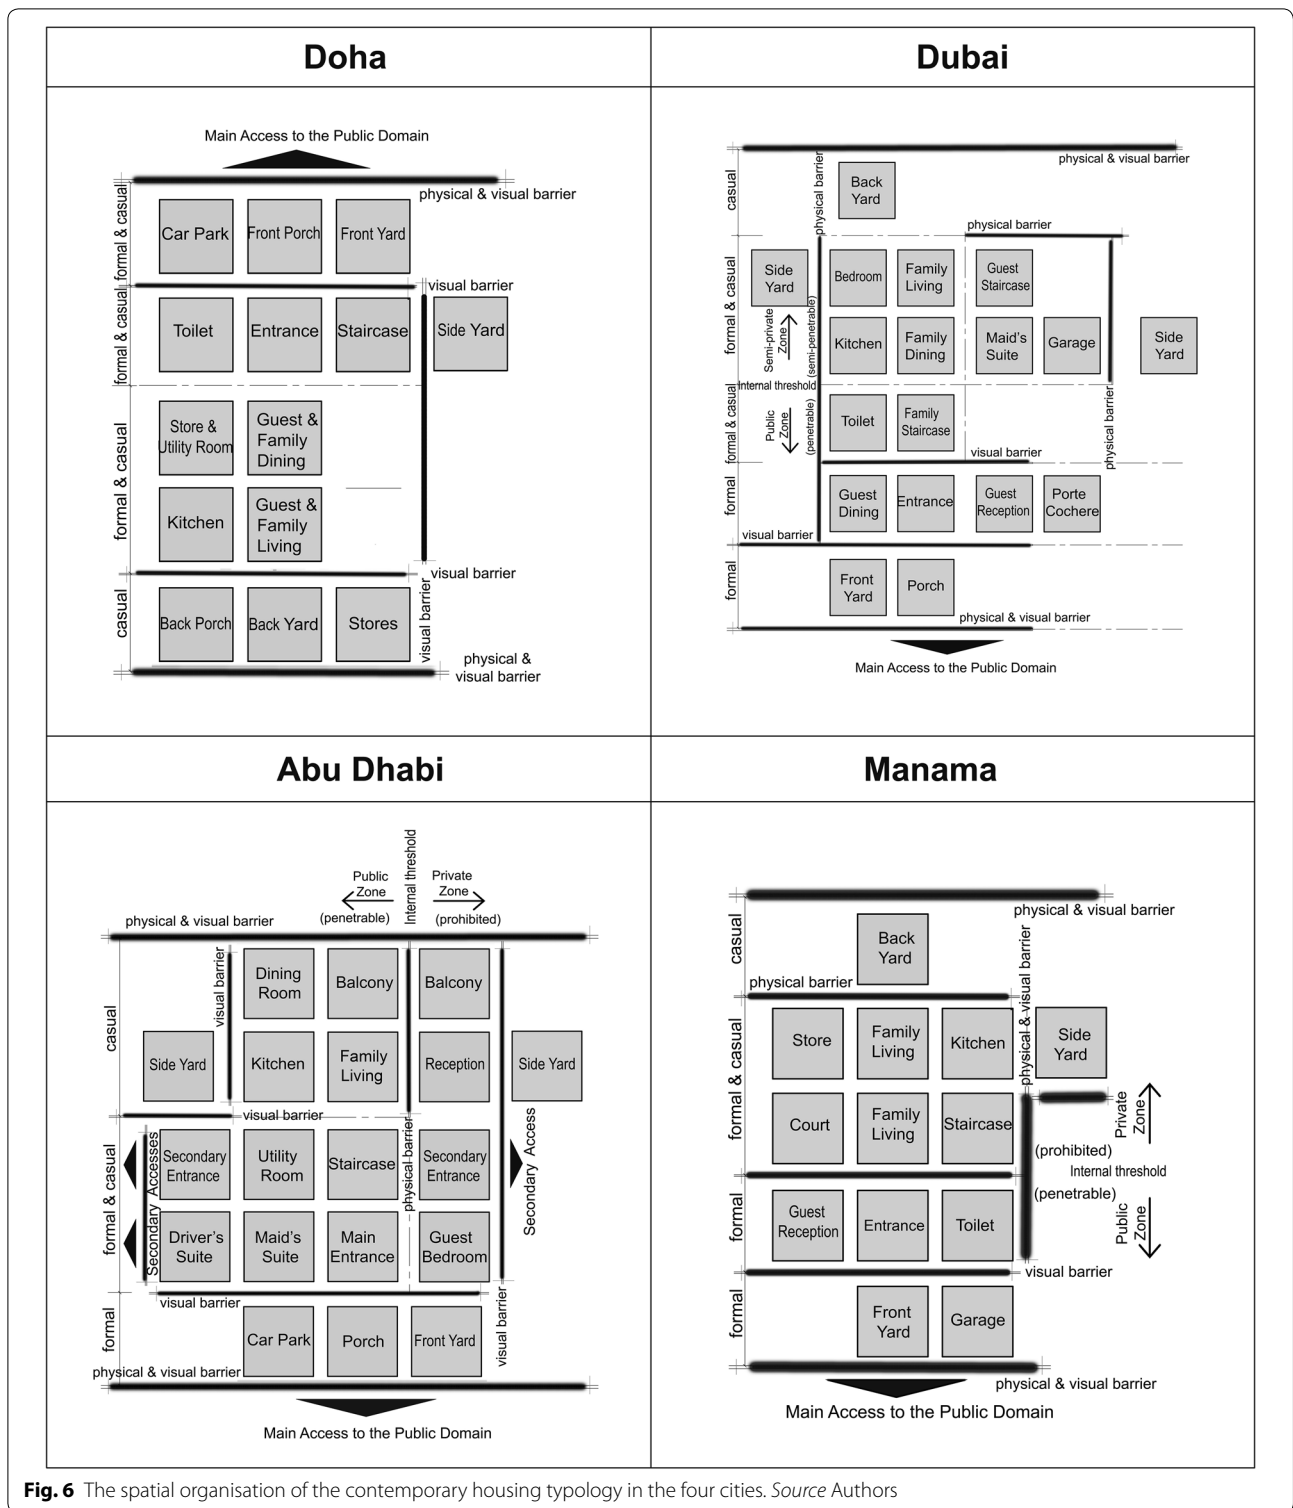 Doha
Main Access to the Public Domain
physical & visual barrier
formal & casual
Car Park
Front Porch
Front Yard
visual barrier
formal & casual
Toilet
Entrance
Staircase
Side Yard
formal & casual
Store &
Utility Room
Guest &
Family
Dining
Kitchen
Guest &
Family
Living
visual barrier
casual
Back Porch
Back Yard
Stores
visual barrier
physical &
visual barrier
Dubai
physical & visual barrier
casual
physical barrier
Back
Yard
physical barrier
formal & casual
Side
Yard
Bedroom
Family
Living
Guest
Staircase
Semi-private
Zone
(semi-penetrable)
Kitchen
Family
Dining
Maid's
Suite
Garage
Side
Yard
Internal threshold
formal & casual
Public
Zone
(penetrable)
Toilet
Family
Staircase
physical barrier
visual barrier
formal
Guest
Dining
Entrance
Guest
Reception
Porte
Cochere
visual barrier
formal
Front
Yard
Porch
physical & visual barrier
Main Access to the Public Domain
Abu Dhabi
Public
Zone
(penetrable)
Internal threshold
Private
Zone
(prohibited)
physical & visual barrier
casual
visual barrier
Dining
Room
Balcony
Balcony
Side Yard
Kitchen
Family
Living
Reception
Side Yard
visual barrier
formal & casual
Secondary Accesses
Secondary
Entrance
Utility
Room
Staircase
physical barrier
Secondary
Entrance
Secondary Access
Driver's
Suite
Maid's
Suite
Main
Entrance
Guest
Bedroom
visual barrier
formal
Car Park
Porch
Front Yard
visual barrier
physical & visual barrier
Main Access to the Public Domain
Manama
physical & visual barrier
casual
Back
Yard
physical barrier
physical & visual barrier
formal & casual
Store
Family
Living
Kitchen
Side
Yard
Court
Family
Living
Staircase
Private
Zone
(prohibited)
Internal threshold
(penetrable)
Public
Zone
formal
Guest
Reception
Entrance
Toilet
visual barrier
formal
Front
Yard
Garage
physical & visual barrier
Main Access to the Public Domain
Fig. 6 The spatial organisation of the contemporary housing typology in the four cities. Source Authors